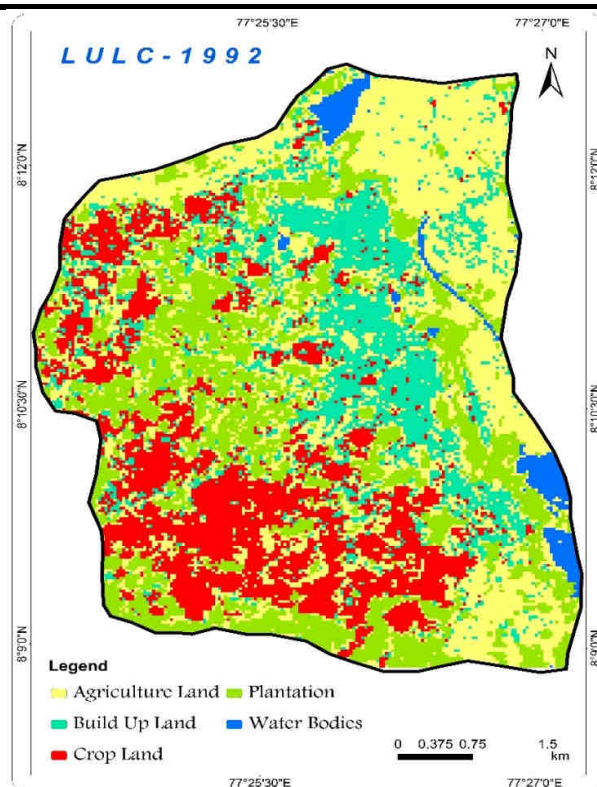 77°25'30"E 77°27'0"E
LULC-1992
N
8°12'0"N 8°12'0"N
8°10'30"N 8°10'30"N
8°9'0"N 8°9'0"N
Legend
Agriculture Land Plantation
Build Up Land Water Bodies
Crop Land
0 0.375 0.75 1.5
km
77°25'30"E 77°27'0"E